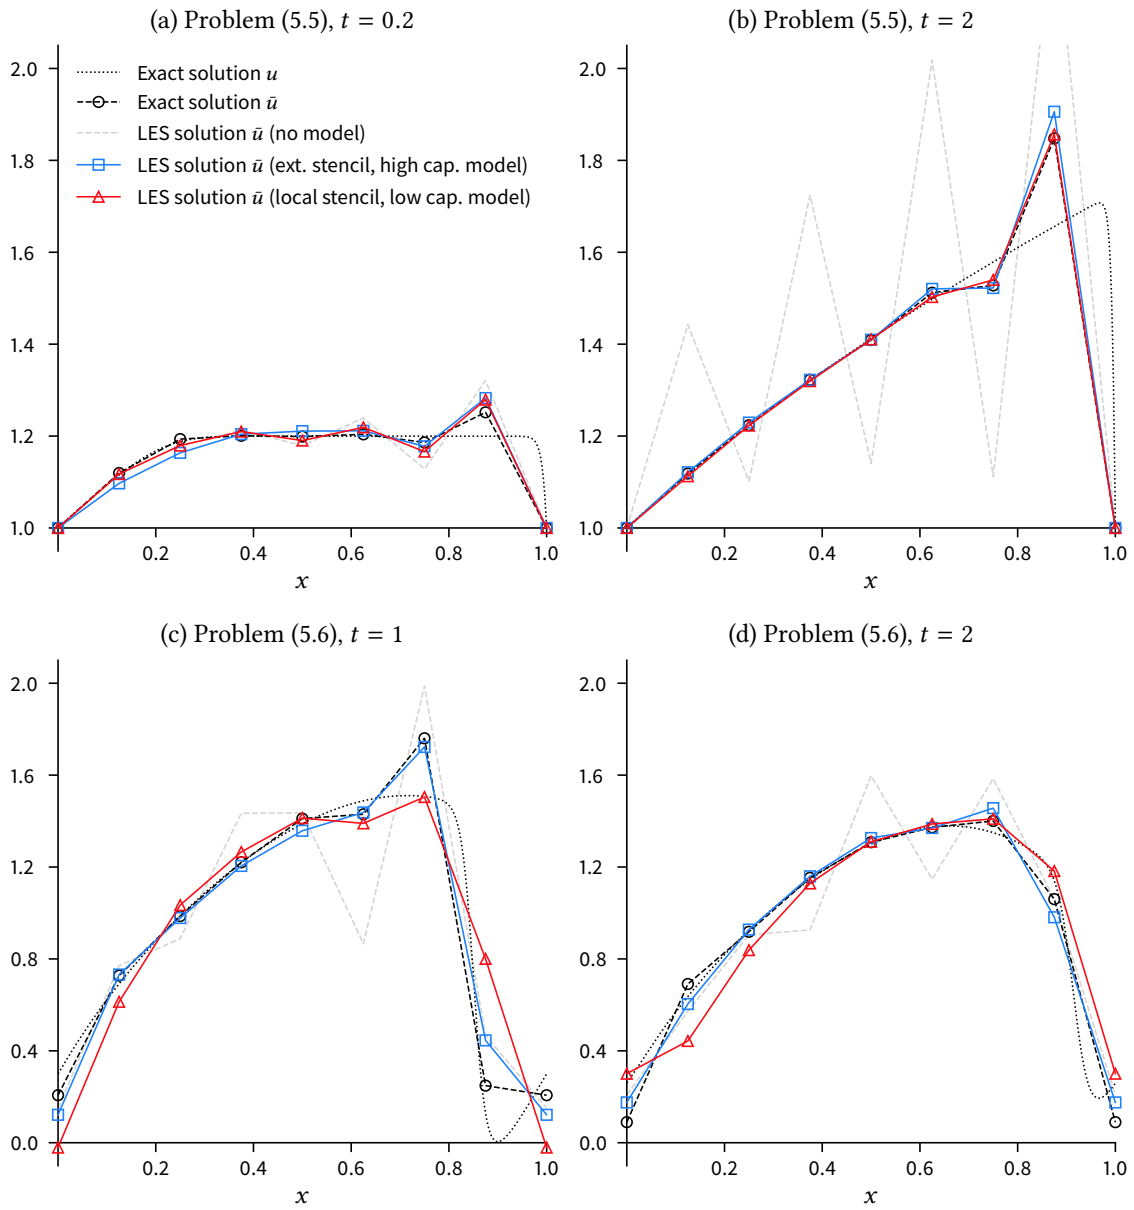 (a) Problem (5.5), t = 0.2
Exact solution u
Exact solution ū
LES solution ū (no model)
LES solution ū (ext. stencil, high cap. model)
LES solution ū (local stencil, low cap. model)
2.0
1.8
1.6
1.4
1.2
1.0
0.2 0.4 0.6 0.8 1.0
x
(b) Problem (5.5), t = 2
2.0
1.8
1.6
1.4
1.2
1.0
0.2 0.4 0.6 0.8 1.0
x
(c) Problem (5.6), t = 1
2.0
1.6
1.2
0.8
0.4
0.0
0.2 0.4 0.6 0.8 1.0
x
(d) Problem (5.6), t = 2
2.0
1.6
1.2
0.8
0.4
0.0
0.2 0.4 0.6 0.8 1.0
x